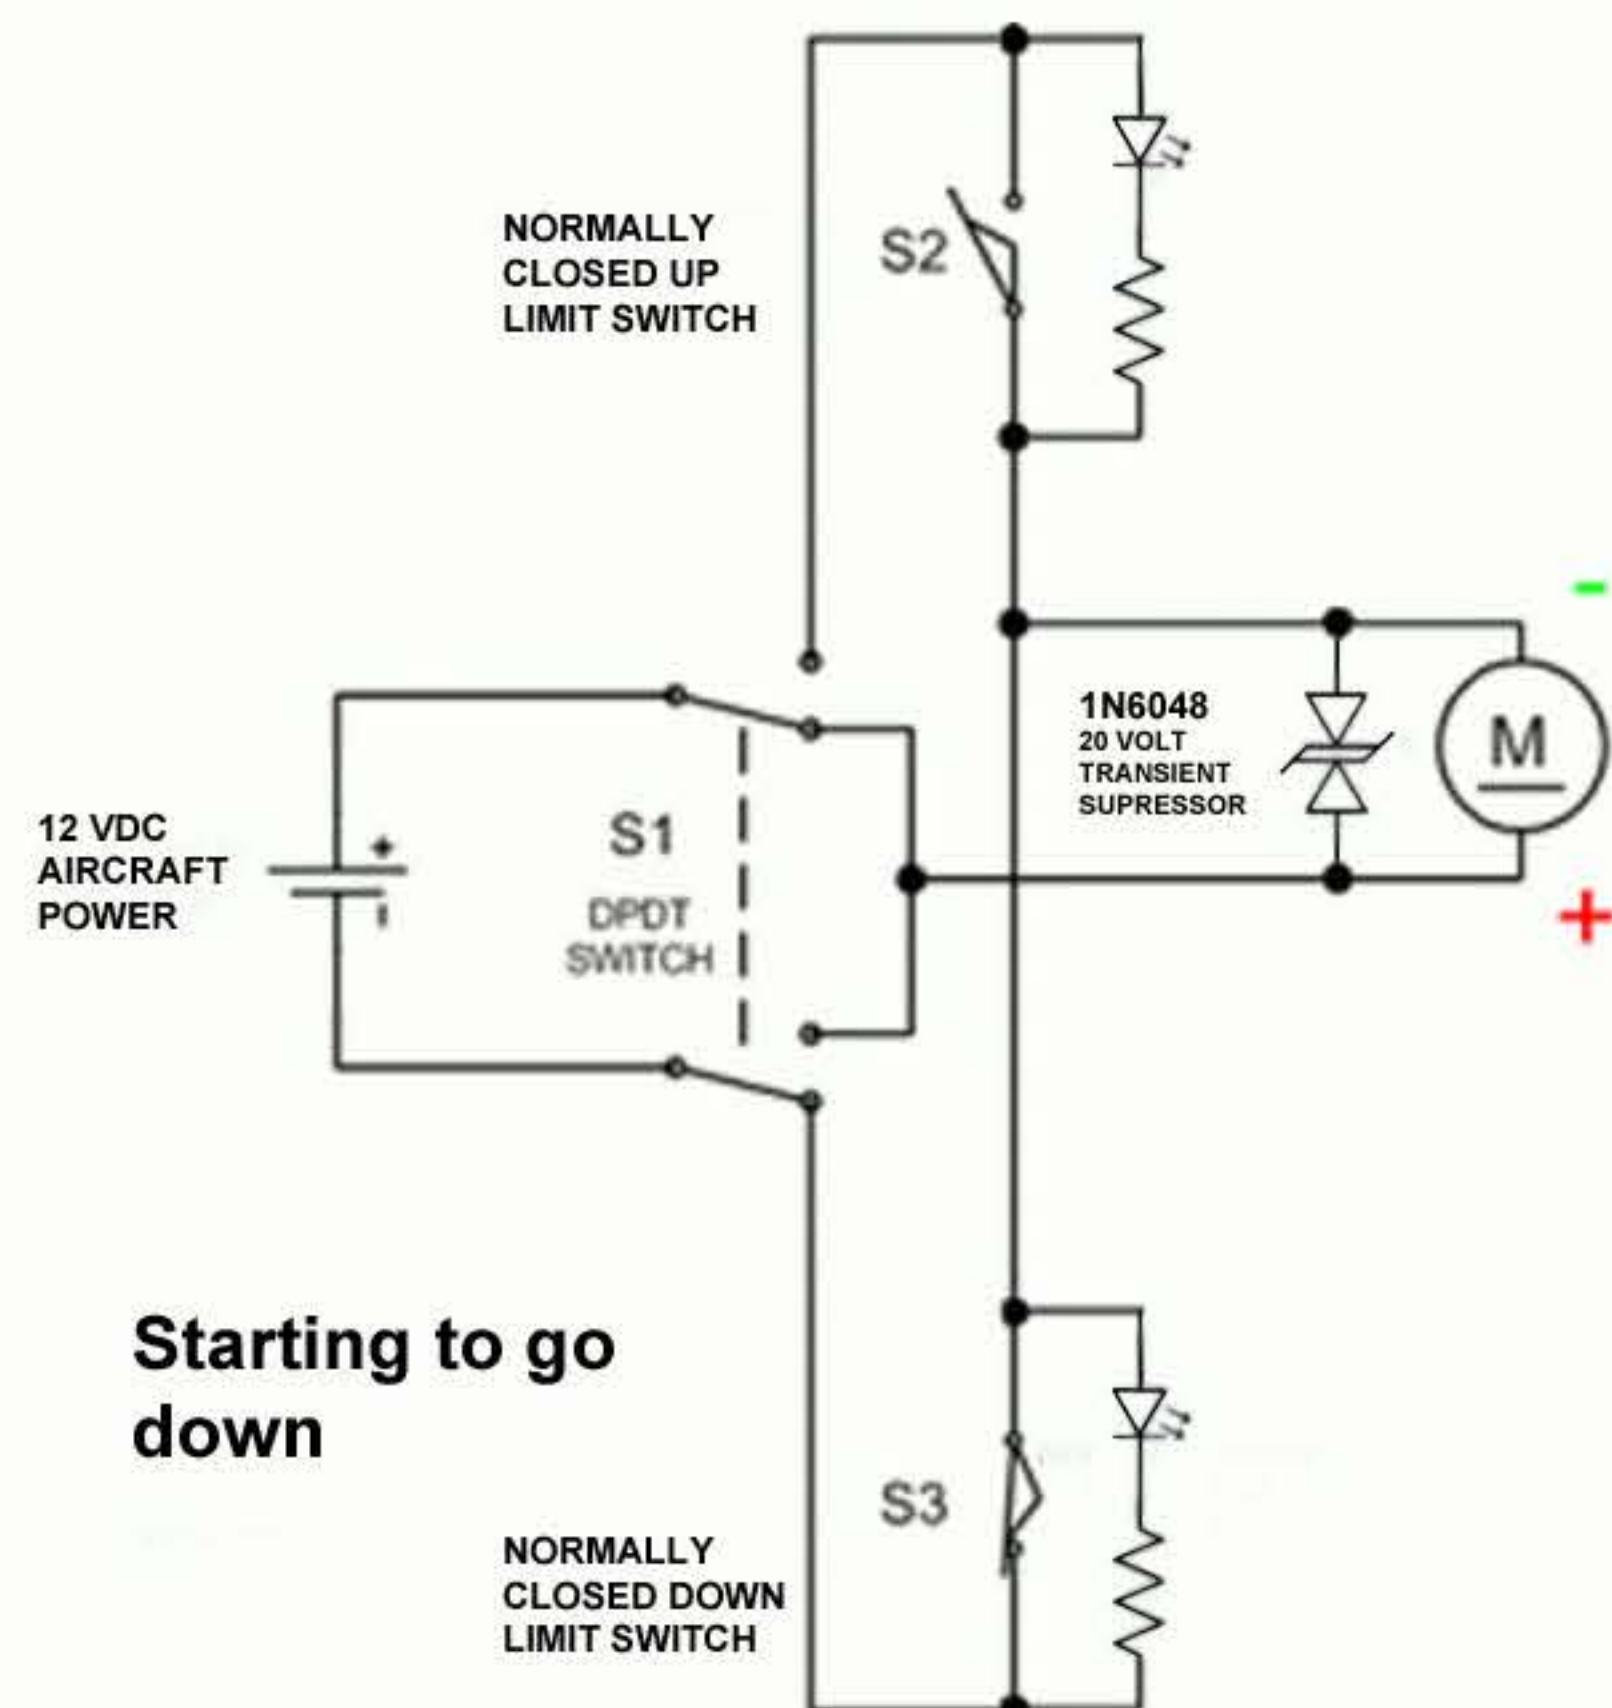 NORMALLY
CLOSED UP
LIMIT SWITCH
S2
-
1N6048
20 VOLT
TRANSIENT
SUPRESSOR
M
12 VDC
AIRCRAFT
POWER
+
-
S1
DPDT
SWITCH
+
Starting to go
down
S3
NORMALLY
CLOSED DOWN
LIMIT SWITCH